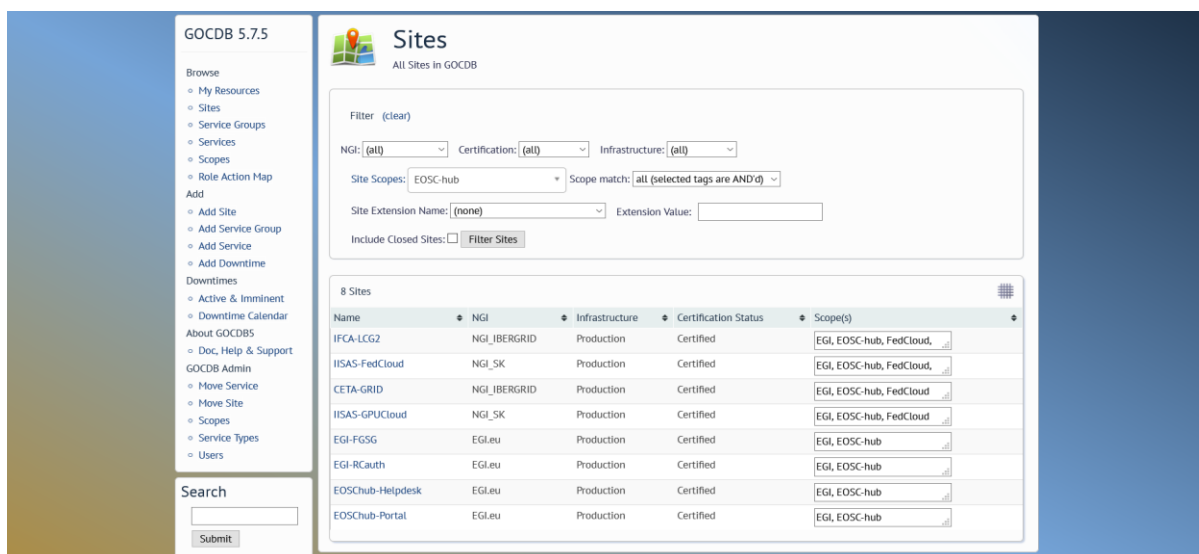 GOCDB 5.7.5
Browse
My Resources
Sites
Service Groups
Services
Scopes
Role Action Map
Add
Add Site
Add Service Group
Add Service
Add Downtime
Downtimes
Active & Imminent
Downtime Calendar
About GOCDB5
Doc, Help & Support
GOCDB Admin
Move Service
Move Site
Scopes
Service Types
Users
Search
Submit
Sites
All Sites in GOCDB
Filter (clear)
NGI: (all) Certification: (all) Infrastructure: (all)
Site Scopes: EOSC-hub Scope match: all (selected tags are AND'd)
Site Extension Name: (none) Extension Value:
Include Closed Sites: Filter Sites
8 Sites
Name NGI Infrastructure Certification Status Scope(s)
IFCA-LCG2 NGI_IBERGRID Production Certified EGI, EOSC-hub, FedCloud,
IISAS-FedCloud NGI_SK Production Certified EGI, EOSC-hub, FedCloud,
CETA-GRID NGI_IBERGRID Production Certified EGI, EOSC-hub, FedCloud
IISAS-GPUCloud NGI_SK Production Certified EGI, EOSC-hub, FedCloud
EGI-FGSG EGI.eu Production Certified EGI, EOSC-hub
EGI-RCauth EGI.eu Production Certified EGI, EOSC-hub
EOSChub-Helpdesk EGI.eu Production Certified EGI, EOSC-hub
EOSChub-Portal EGI.eu Production Certified EGI, EOSC-hub